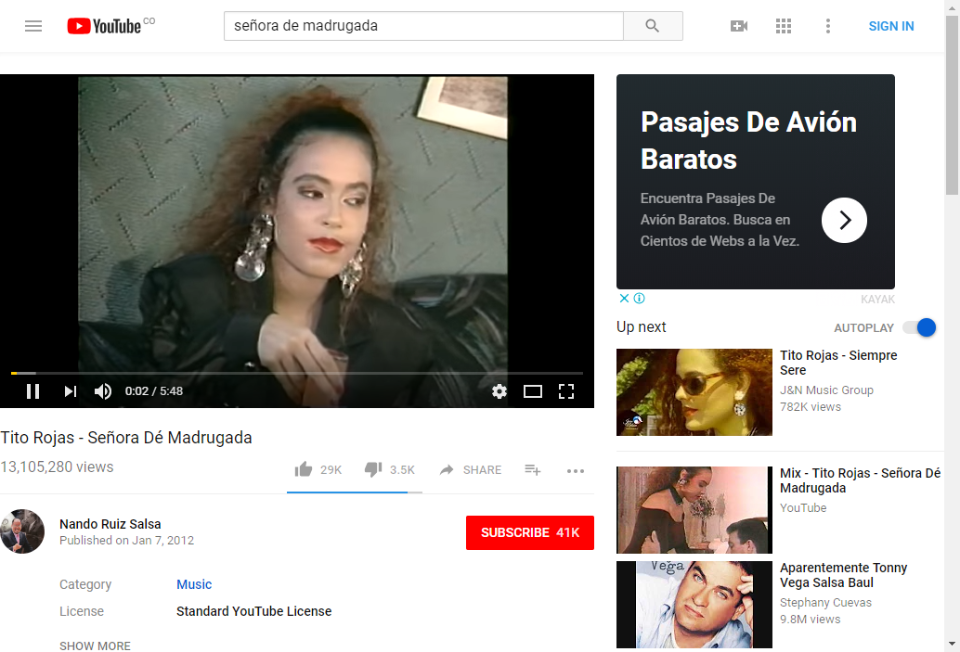 YouTube CO
señora de madrugada
SIGN IN
Pasajes De Avión
Baratos
Encuentra Pasajes De
Avión Baratos. Busca en
Cientos de Webs a la Vez.
KAYAK
0:02 / 5:48
Up next
AUTOPLAY
Tito Rojas - Siempre
Sere
J&N Music Group
782K views
Tito Rojas - Señora Dé Madrugada
13,105,280 views
29K
3.5K
SHARE
Mix - Tito Rojas - Señora Dé
Madrugada
YouTube
Nando Ruiz Salsa
Published on Jan 7, 2012
SUBSCRIBE 41K
Category
Music
License
Standard YouTube License
SHOW MORE
Vega
Aparentemente Tonny
Vega Salsa Baul
Stephany Cuevas
9.8M views